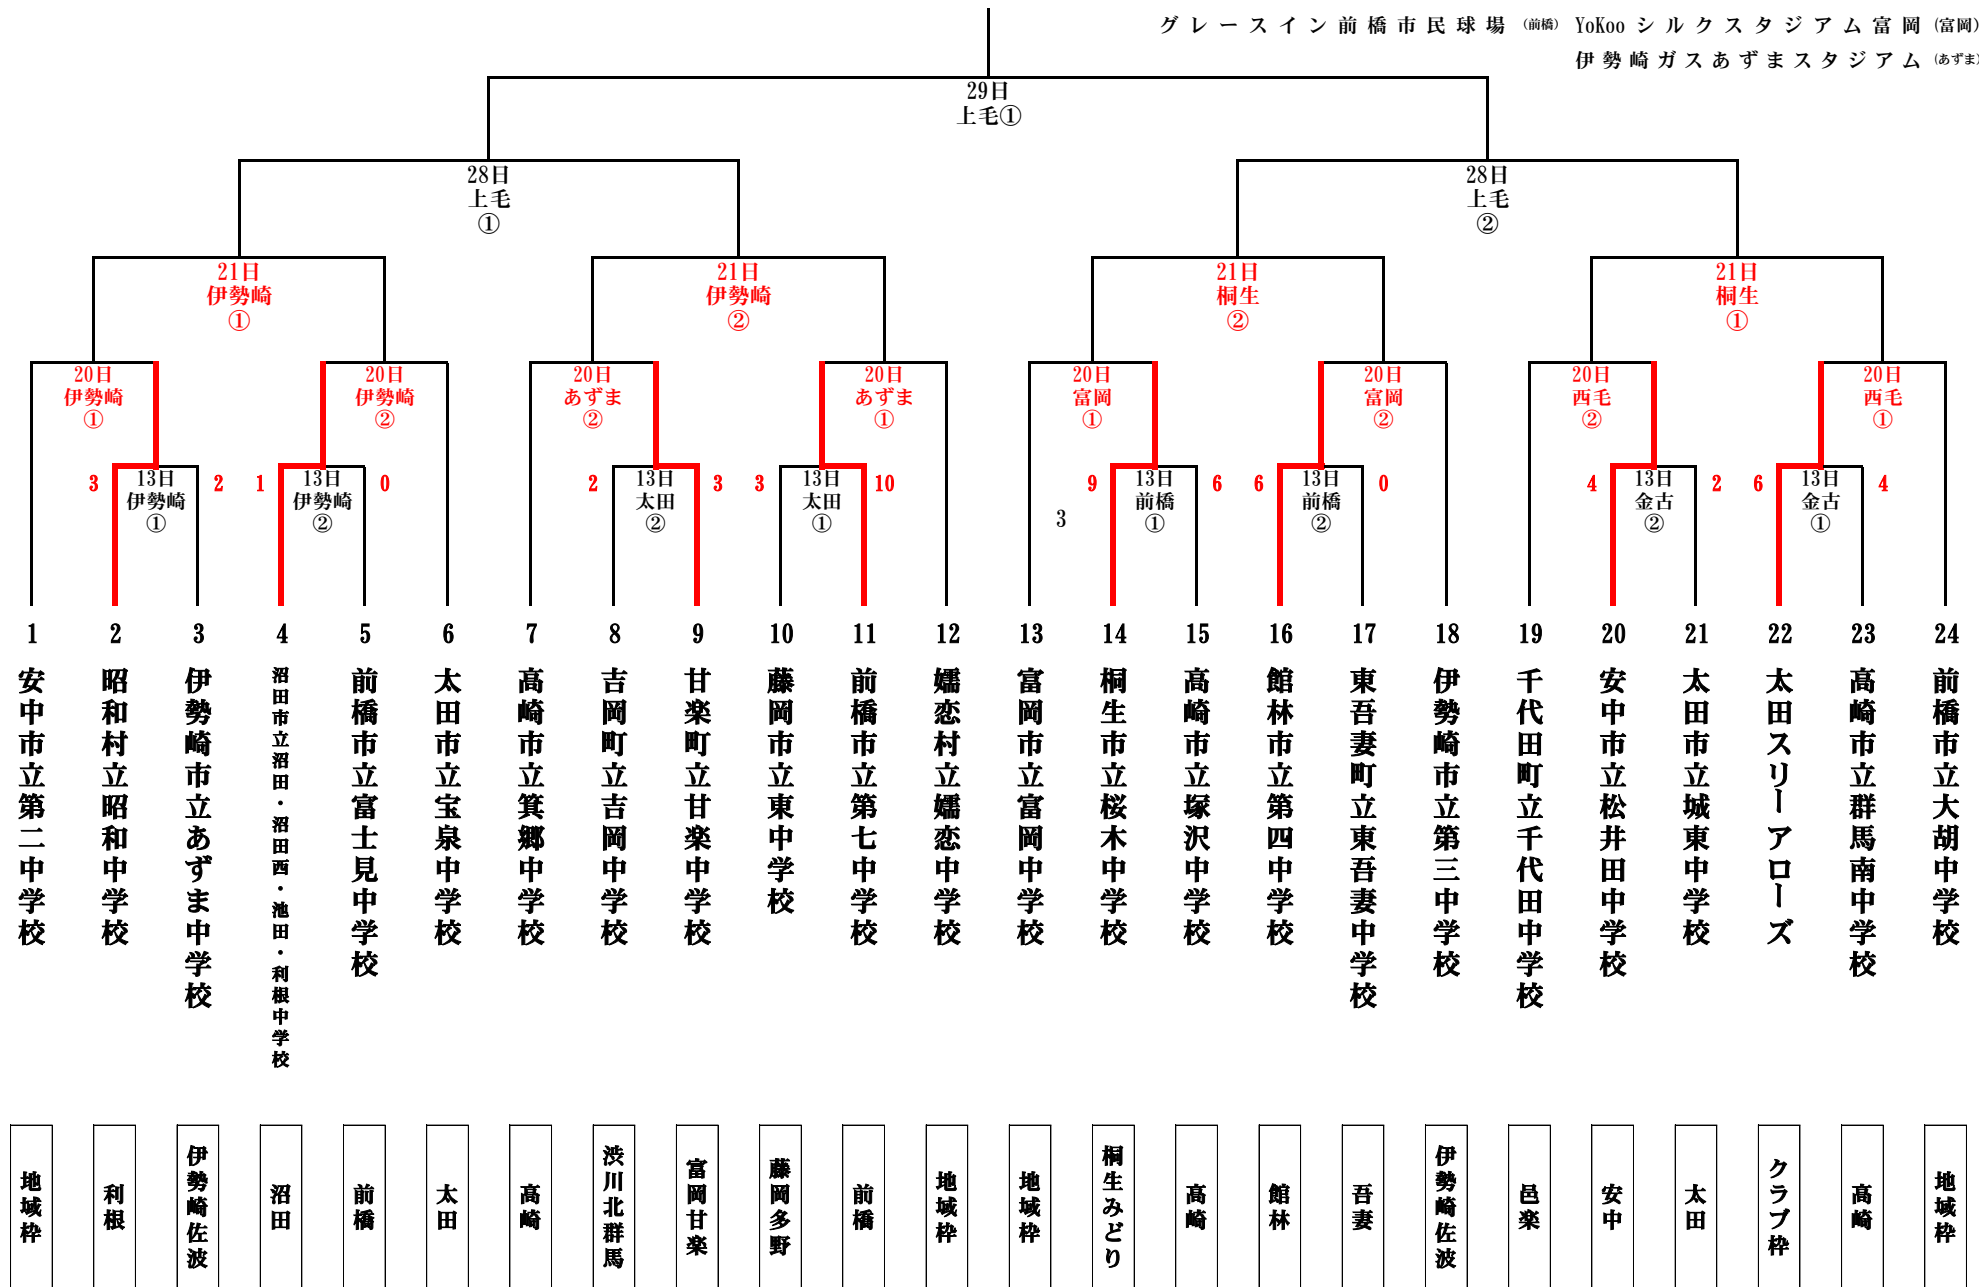 グレースイン前橋市民球場 (前橋) YoKoo シルクスタジアム富岡 (富岡)
伊勢崎ガスあずまスタジアム (あずま)
29日
上毛①
28日
上毛
①
28日
上毛
②
21日
伊勢崎
①
21日
伊勢崎
②
21日
桐生
②
21日
桐生
①
20日
伊勢崎
①
20日
伊勢崎
②
20日
あずま
②
20日
あずま
①
20日
富岡
①
20日
富岡
②
20日
西毛
②
20日
西毛
①
3
13日
伊勢崎
①
2
1
13日
伊勢崎
②
0
2
13日
太田
②
3
3
13日
太田
①
10
3
9
13日
前橋
①
6
6
13日
前橋
②
0
4
13日
金古
②
2
6
13日
金古
①
4
1
2
3
4
5
6
7
8
9
10
11
12
13
14
15
16
17
18
19
20
21
22
23
24
安中市立第二中学校
昭和村立昭和中学校
伊勢崎市立あずま中学校
沼田市立沼田・沼田西・池田・利根中学校
前橋市立富士見中学校
太田市立宝泉中学校
高崎市立箕郷中学校
吉岡町立吉岡中学校
甘楽町立甘楽中学校
藤岡市立東中学校
前橋市立第七中学校
嬬恋村立嬬恋中学校
富岡市立富岡中学校
桐生市立桜木中学校
高崎市立塚沢中学校
館林市立第四中学校
東吾妻町立東吾妻中学校
伊勢崎市立第三中学校
千代田町立千代田中学校
安中市立松井田中学校
太田市立城東中学校
太田スリーアローズ
高崎市立群馬南中学校
前橋市立大胡中学校
地域枠
利根
伊勢崎佐波
沼田
前橋
太田
高崎
渋川北群馬
富岡甘楽
藤岡多野
前橋
地域枠
地域枠
桐生みどり
高崎
館林
吾妻
伊勢崎佐波
邑楽
安中
太田
クラブ枠
高崎
地域枠